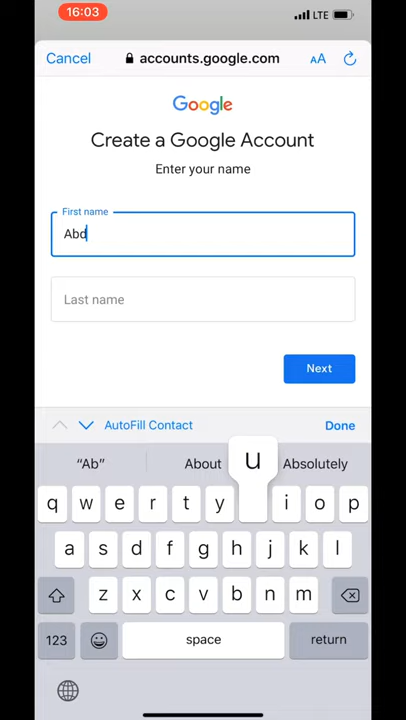 16:03
LTE
Cancel
accounts.google.com
AA
Google
Create a Google Account
Enter your name
First name
Abd
Last name
Next
AutoFill Contact
Done
“Ab”
About
Absolutely
u
q w e r t y i o p
a s d f g h j k l
z x c v b n m
123
space
return